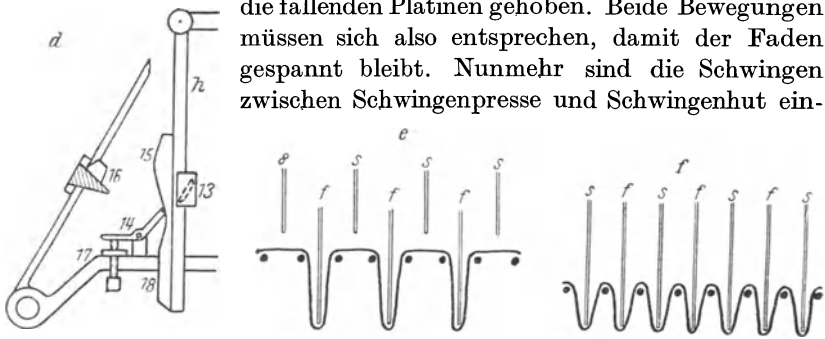 die fallenden Platinen gehoben. Beide Bewegungen
müssen sich also entsprechen, damit der Faden
gespannt bleibt. Nunmehr sind die Schwingen
zwischen Schwingenpresse und Schwingenhut ein-
d
h
15
16
13
14
17
18
e
8 s s s
f f f
f
s f s f s f s